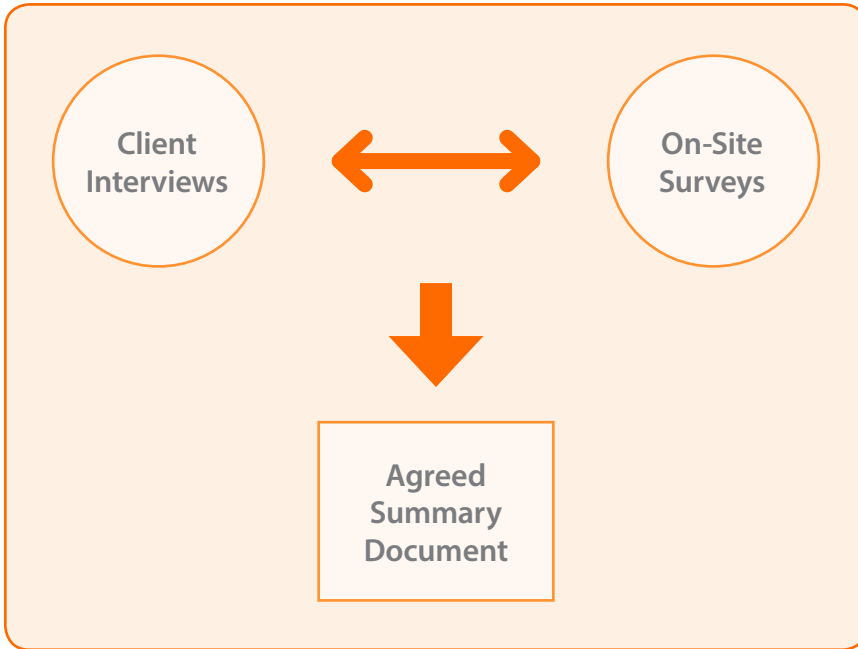 Client
Interviews
On-Site
Surveys
Agreed
Summary
Document